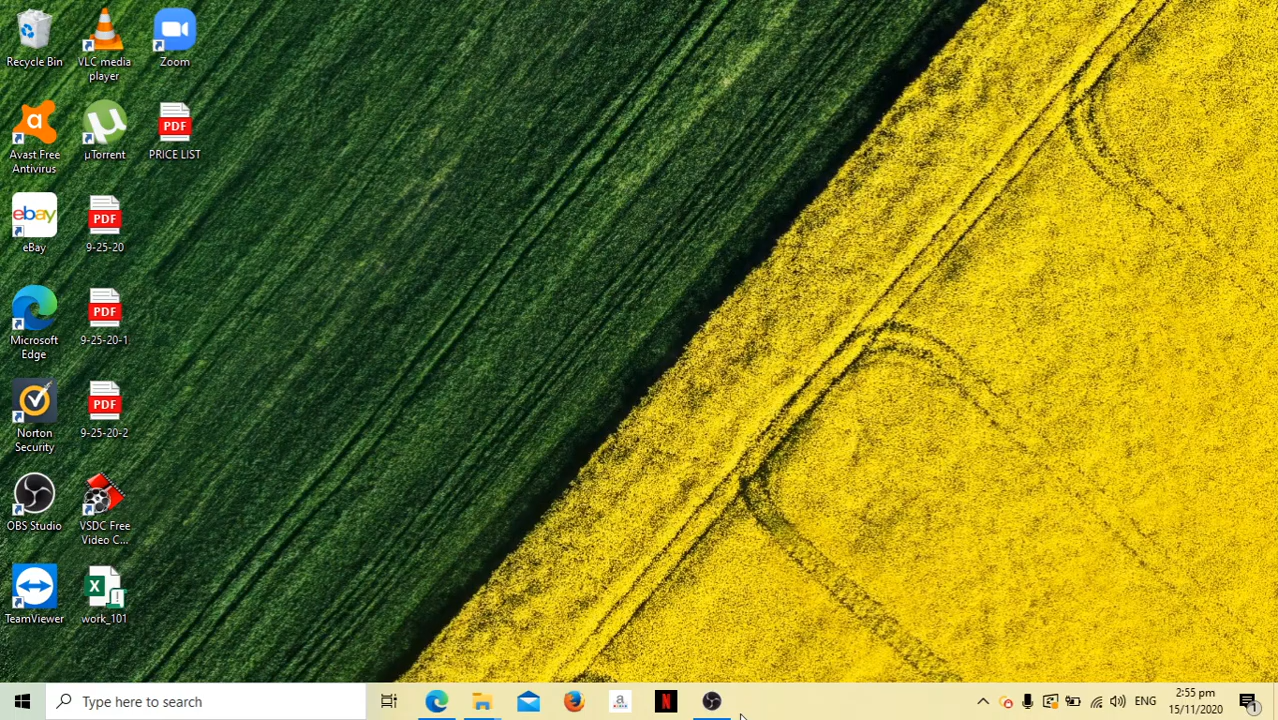 Recycle Bin
VLC media
player
Zoom
Avast Free
Antivirus
µTorrent
PDF
PRICE LIST
ebay
eBay
PDF
9-25-20
Microsoft
Edge
PDF
9-25-20-1
Norton
Security
PDF
9-25-20-2
OBS Studio
VSDC Free
Video C...
TeamViewer
work_101
Type here to search
ENG
2:55 pm
15/11/2020
1